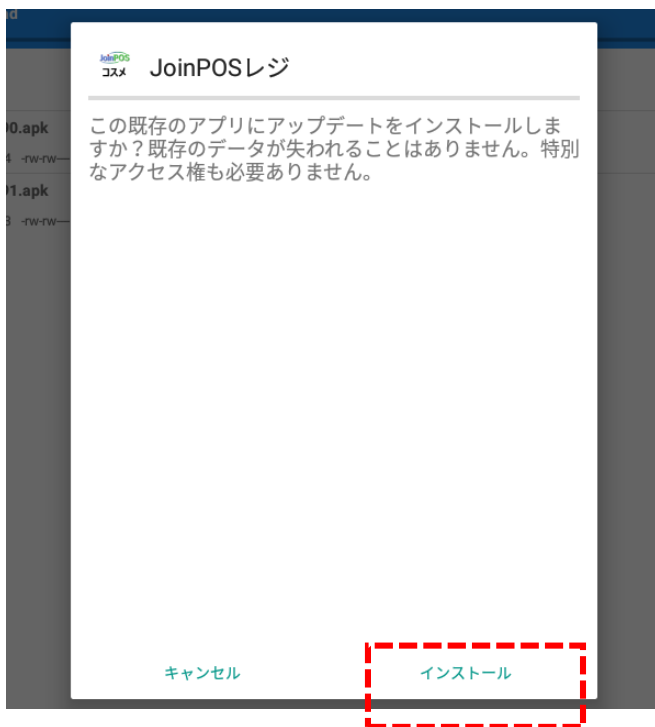 JoinPOS
コスメ
JoinPOSレジ
この既存のアプリにアップデートをインストールしま
すか？既存のデータが失われることはありません。特別
なアクセス権も必要ありません。
0.apk
4 -rw-rw—
1.apk
-rw-rw—
キャンセル
インストール